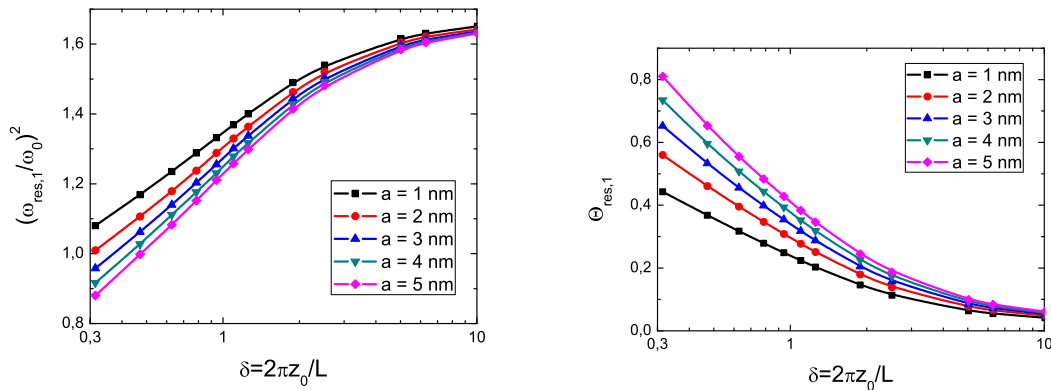 (ω_res,1/ω_0)^2
1,6
1,4
1,2
1,0
0,8
0,3
1
10
δ=2πz_0/L
a = 1 nm
a = 2 nm
a = 3 nm
a = 4 nm
a = 5 nm
Θ_res,1
0,8
0,6
0,4
0,2
0,0
0,3
1
10
δ=2πz_0/L
a = 1 nm
a = 2 nm
a = 3 nm
a = 4 nm
a = 5 nm